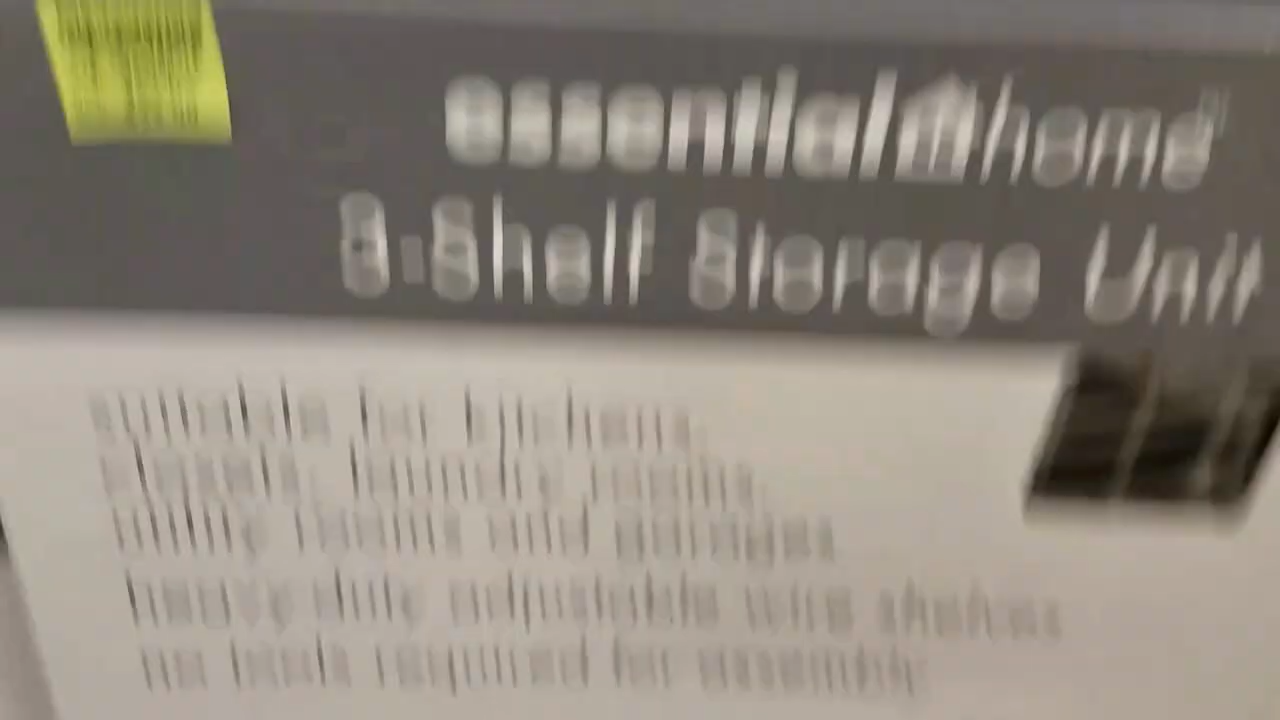 essential home
-Shelf Storage Unit
suitable for kitchens
closets, laundry rooms
utility rooms and garages
heavy duty adjustable wire shelves
no tools required for assembly